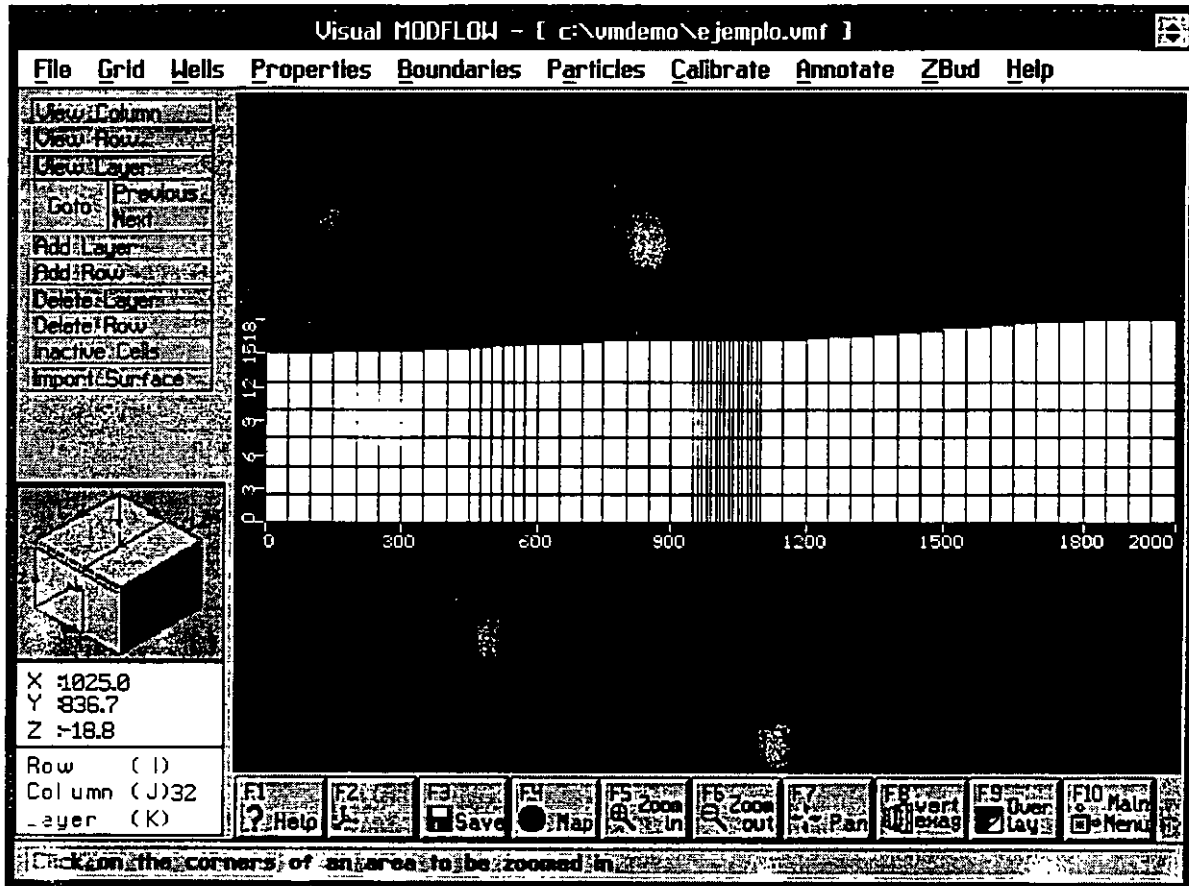 Visual MODFLOW - [ c:\vmdemo\ejemplo.vmf ]
File Grid Wells Properties Boundaries Particles Calibrate Annotate ZBud Help
View Column
View Row
View Layer
Goto Previous
Next
Add Layer
Add Row
Delete Layer
Delete Row
Inactive Cells
Import Surface
0 3 6 9 12 15 18
0 300 600 900 1200 1500 1800 2000
X :1025.0
Y :836.7
Z :-18.8
Row (I)
Column (J)32
Layer (K)
F1 ? Help
F2
F3 Save
F4 Map
F5 Zoom In
F6 Zoom out
F7 Pan
F8 vert exag
F9 Over lay
F10 Main Menu
Click on the corners of an area to be zoomed in